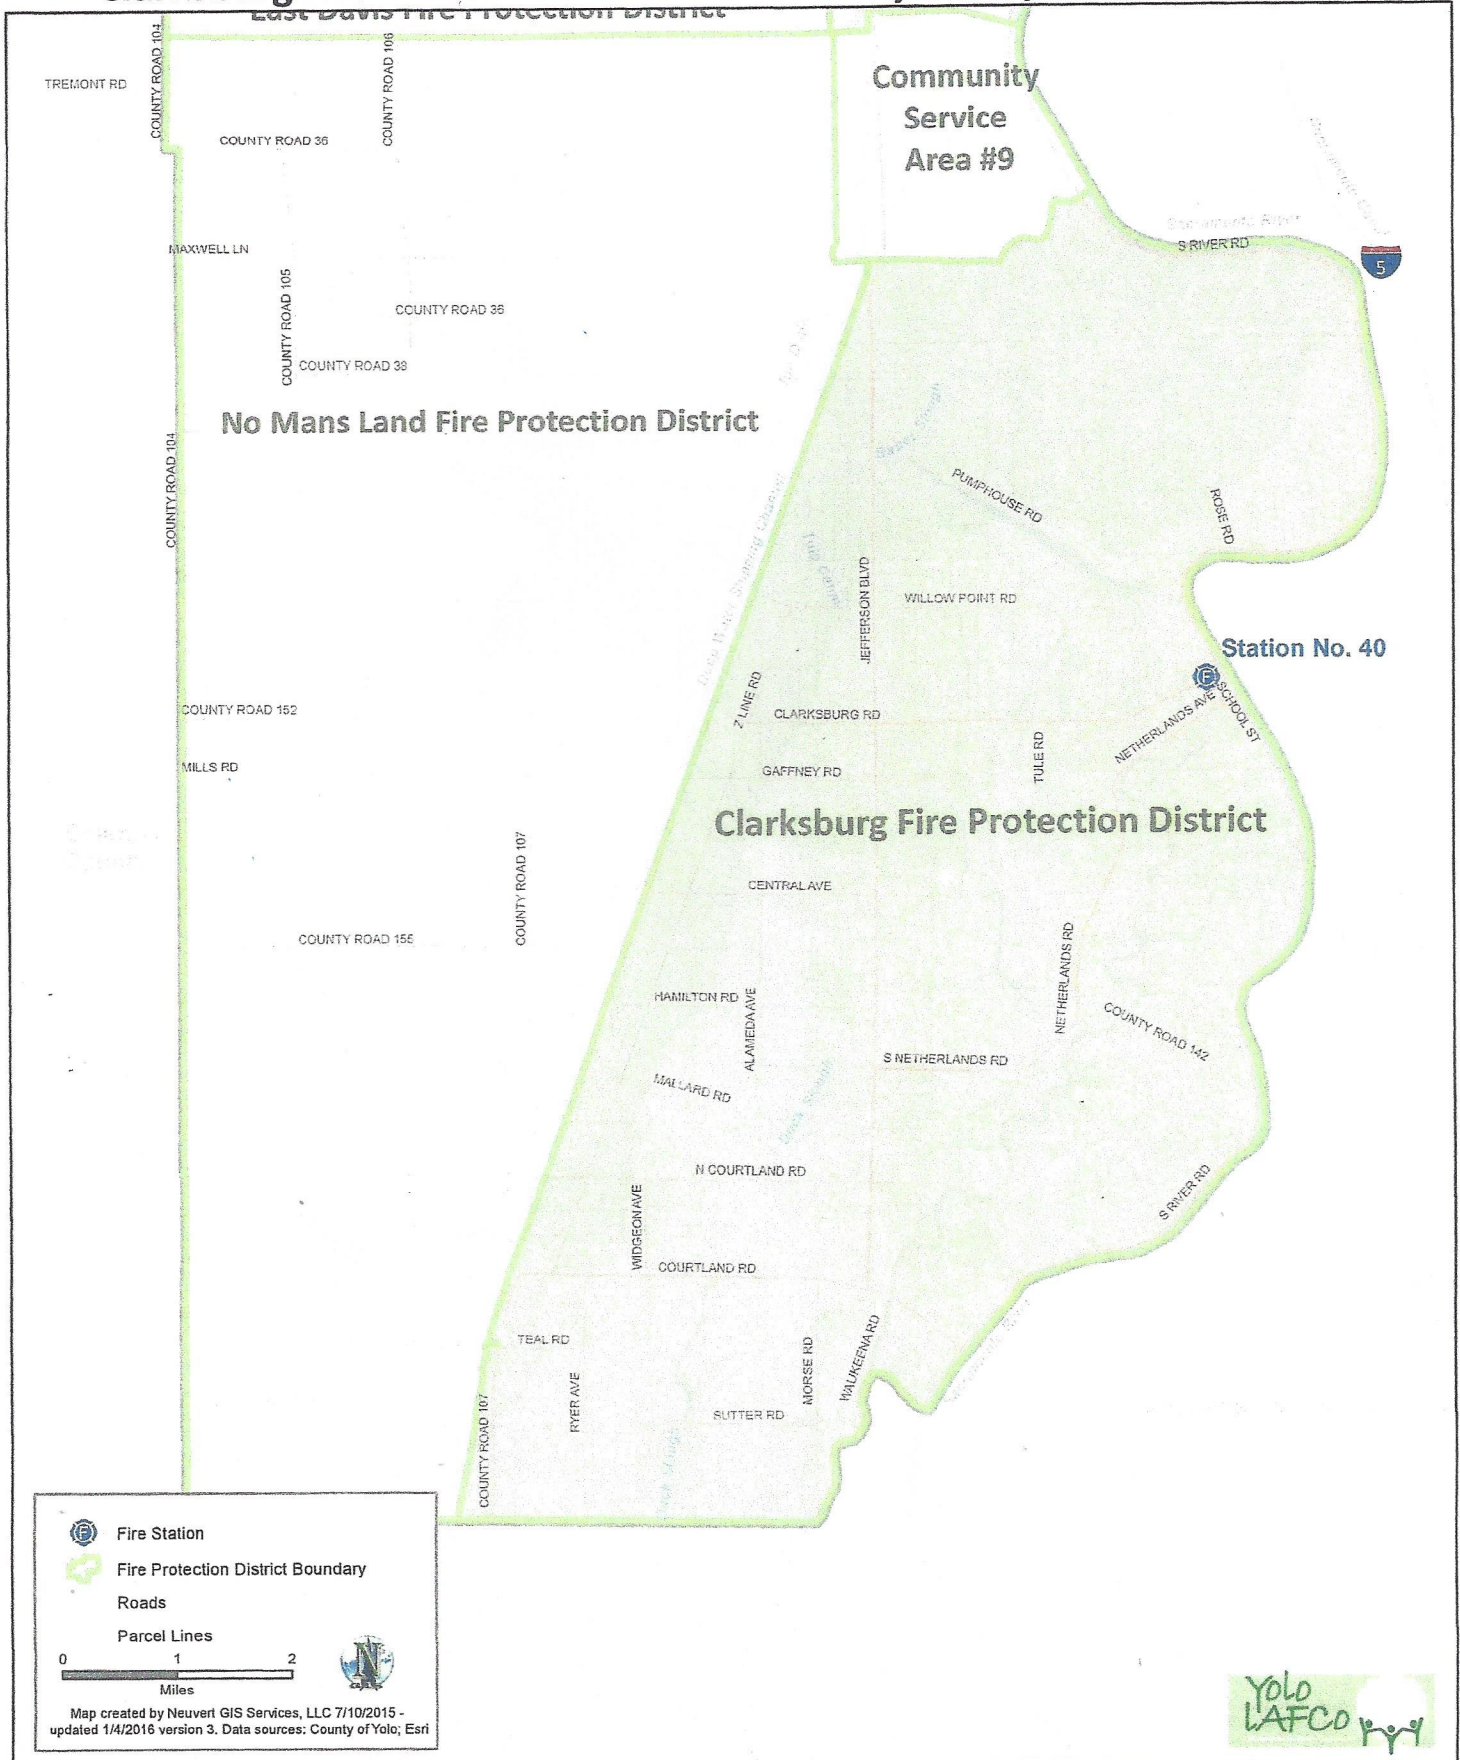 East Davis Fire Protection District
TREMONT RD
COUNTY ROAD 104
COUNTY ROAD 106
COUNTY ROAD 36
Community
Service
Area #9
MAXWELL LN
Sacramento River
S RIVER RD
5
COUNTY ROAD 105
COUNTY ROAD 36
COUNTY ROAD 38
No Mans Land Fire Protection District
COUNTY ROAD 104
Deep Water Shipping Channel
PUMPHOUSE RD
ROSE RD
JEFFERSON BLVD
WILLOW POINT RD
Station No. 40
F
SCHOOL ST
NETHERLANDS AVE
Z LINE RD
COUNTY ROAD 152
CLARKSBURG RD
TULE RD
MILLS RD
GAFFNEY RD
Clarksburg Fire Protection District
COUNTY ROAD 107
CENTRAL AVE
COUNTY ROAD 155
NETHERLANDS RD
HAMILTON RD
ALAMEDA AVE
COUNTY ROAD 142
S NETHERLANDS RD
MALLARD RD
Duck Slough
N COURTLAND RD
WIDGEON AVE
S RIVER RD
COURTLAND RD
TEAL RD
RYER AVE
MORSE RD
WAUKEENA RD
SUTTER RD
COUNTY ROAD 107
F Fire Station
Fire Protection District Boundary
Roads
Parcel Lines
0 1 2
Miles
N
Map created by Neuvert GIS Services, LLC 7/10/2015 -
updated 1/4/2016 version 3. Data sources: County of Yolo; Esri
YOLO
LAFCO